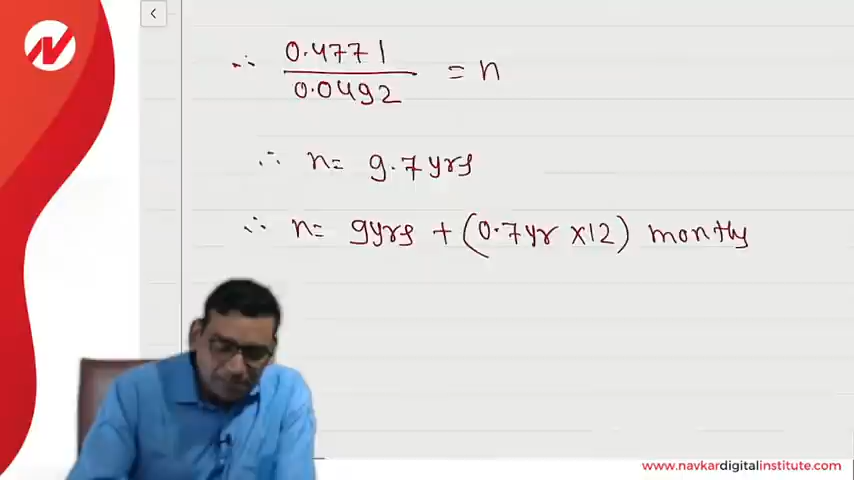 ∴ 0.4771 / 0.0492 = n
∴ n = 9.7 yrs
∴ n = 9 yrs + (0.7 yr × 12) months
www.navkardigitalinstitute.com